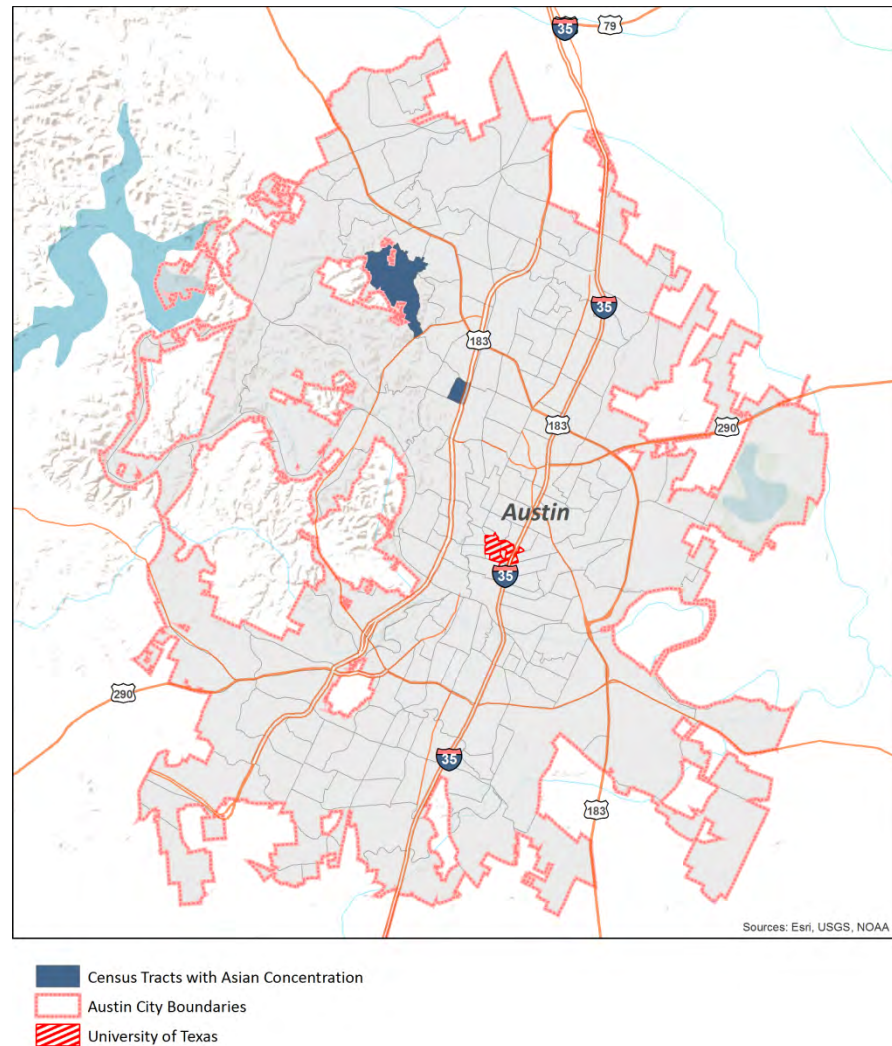 35
79
35
183
183
290
Austin
35
290
35
183
Sources: Esri, USGS, NOAA
Census Tracts with Asian Concentration
Austin City Boundaries
University of Texas